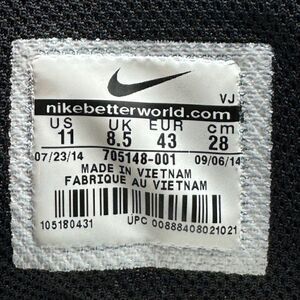 VJ
nikebetterworld.com
US UK EUR cm
11 8.5 43 28
07/23/14 705148-001 09/06/14
MADE IN VIETNAM
FABRIQUE AU VIETNAM
105180431 UPC 00888408021021